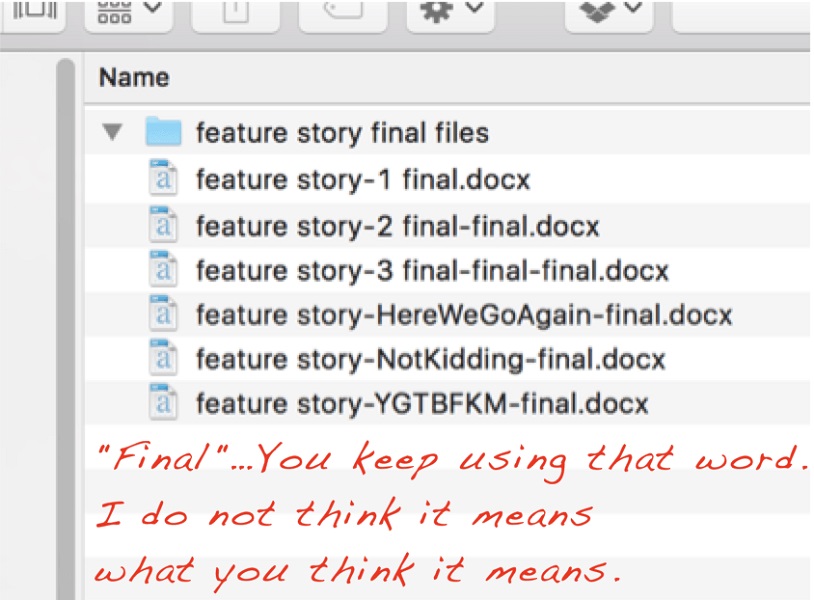 Name
feature story final files
feature story-1 final.docx
feature story-2 final-final.docx
feature story-3 final-final-final.docx
feature story-HereWeGoAgain-final.docx
feature story-NotKidding-final.docx
feature story-YGTBFKM-final.docx
"Final"...You keep using that word.
I do not think it means
what you think it means.